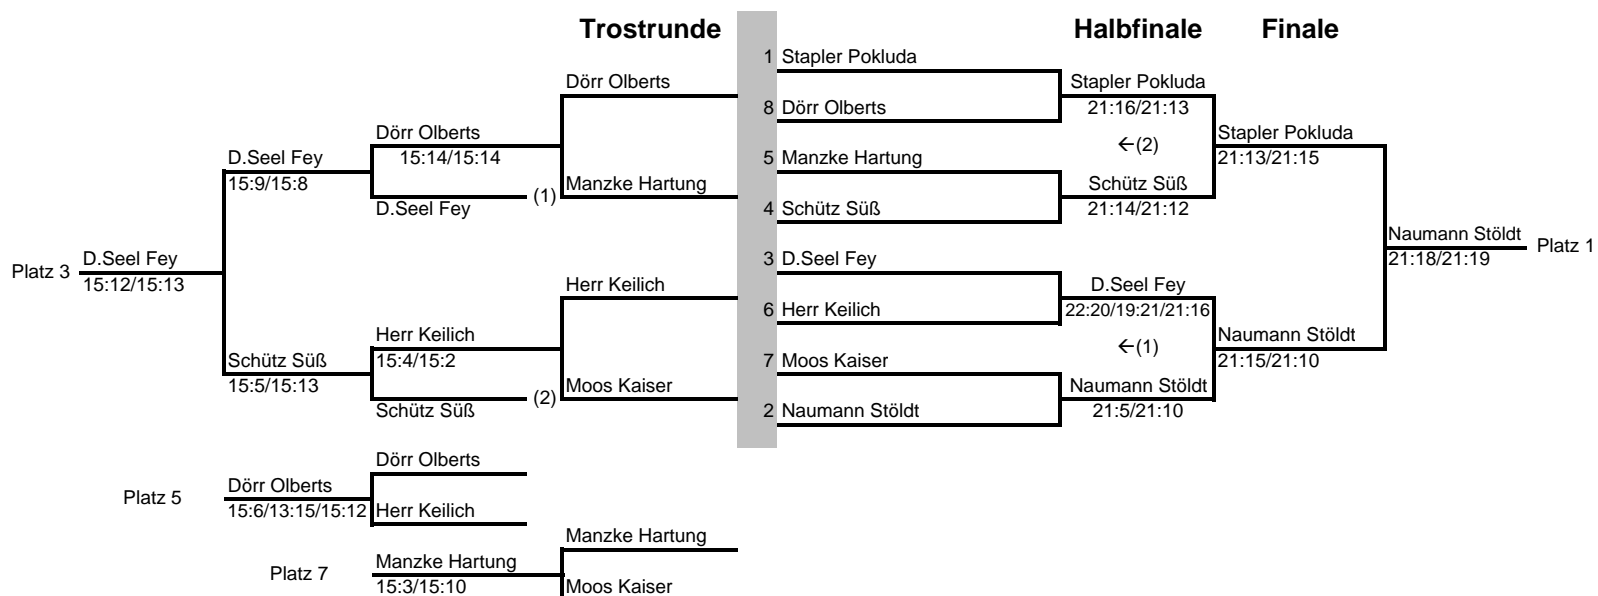 Trostrunde Halbfinale Finale
1 Stapler Pokluda
Dörr Olberts Stapler Pokluda
8 Dörr Olberts 21:16/21:13
Dörr Olberts Stapler Pokluda
15:14/15:14 ←(2)
D.Seel Fey 5 Manzke Hartung 21:13/21:15
15:9/15:8 Manzke Hartung Schütz Süß
(1)
D.Seel Fey 4 Schütz Süß 21:14/21:12
Naumann Stöldt Platz 1
Platz 3 D.Seel Fey 3 D.Seel Fey 21:18/21:19
15:12/15:13 Herr Keilich D.Seel Fey
6 Herr Keilich 22:20/19:21/21:16
Herr Keilich Naumann Stöldt
←(1)
Schütz Süß 15:4/15:2 7 Moos Kaiser 21:15/21:10
15:5/15:13 Moos Kaiser Naumann Stöldt
(2)
Schütz Süß 2 Naumann Stöldt 21:5/21:10
Dörr Olberts
Platz 5 Dörr Olberts
15:6/13:15/15:12 Herr Keilich
Manzke Hartung
Platz 7 Manzke Hartung
15:3/15:10 Moos Kaiser